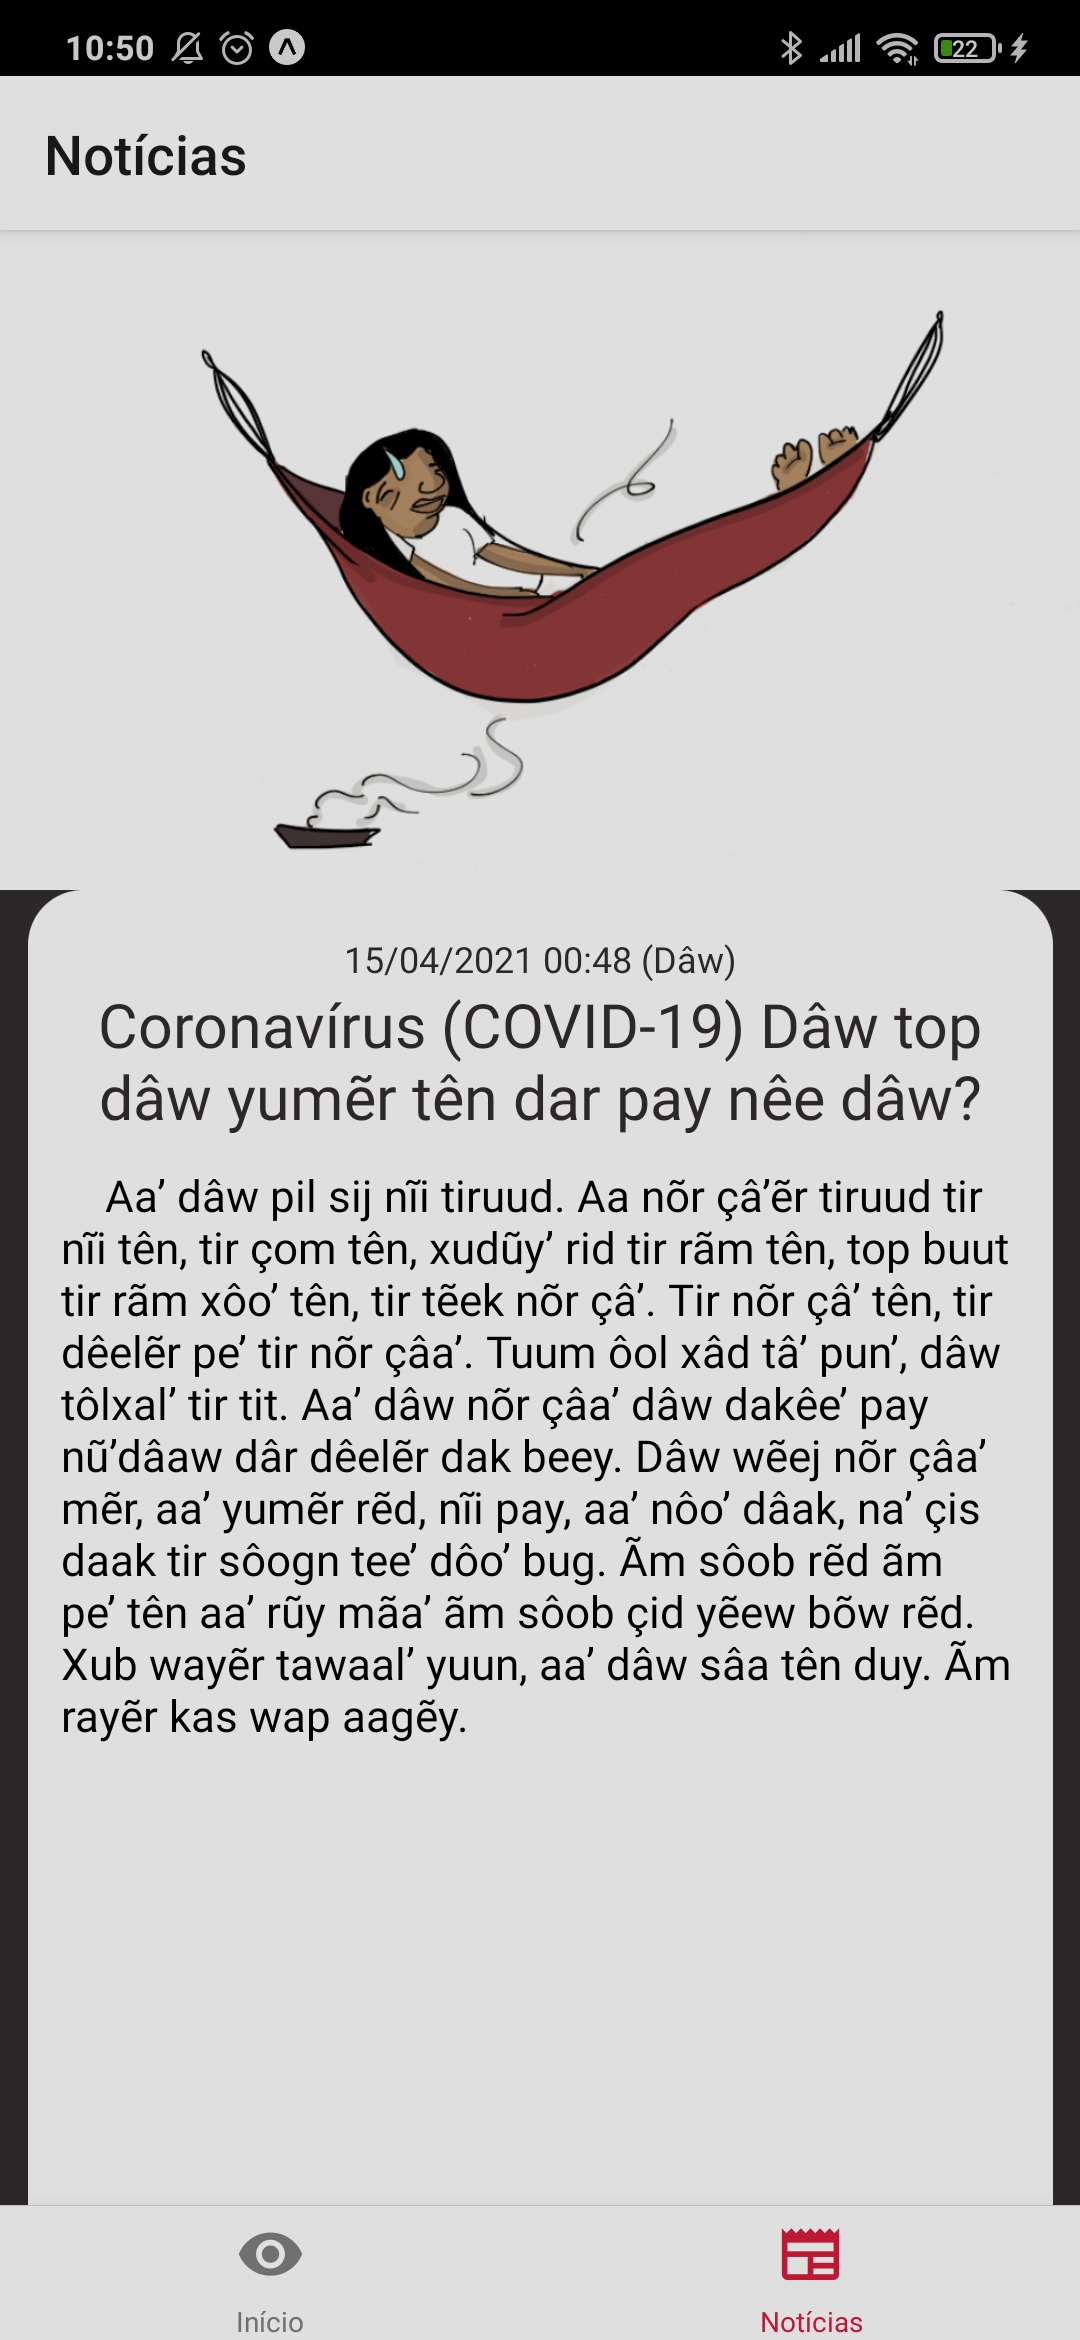 10:50
22
Notícias
15/04/2021 00:48 (Dâw)
Coronavírus (COVID-19) Dâw top
dâw yumẽr tên dar pay nêe dâw?
Aa’ dâw pil sij nĩi tiruud. Aa nõr çâ’ẽr tiruud tir
nĩi tên, tir çom tên, xudũy’ rid tir rãm tên, top buut
tir rãm xôo’ tên, tir tẽek nõr çâ’. Tir nõr çâ’ tên, tir
dêelẽr pe’ tir nõr çâa’. Tuum ôol xâd tâ’ pun’, dâw
tôlxal’ tir tit. Aa’ dâw nõr çâa’ dâw dakêe’ pay
nũ’dâaw dâr dêelẽr dak beey. Dâw wẽej nõr çâa’
mẽr, aa’ yumẽr rẽd, nĩi pay, aa’ nôo’ dâak, na’ çis
daak tir sôogn tee’ dôo’ bug. Ãm sôob rẽd ãm
pe’ tên aa’ rũy mãa’ ãm sôob çid yẽew bõw rẽd.
Xub wayẽr tawaal’ yuun, aa’ dâw sâa tên duy. Ãm
rayẽr kas wap aagẽy.
Início
Notícias